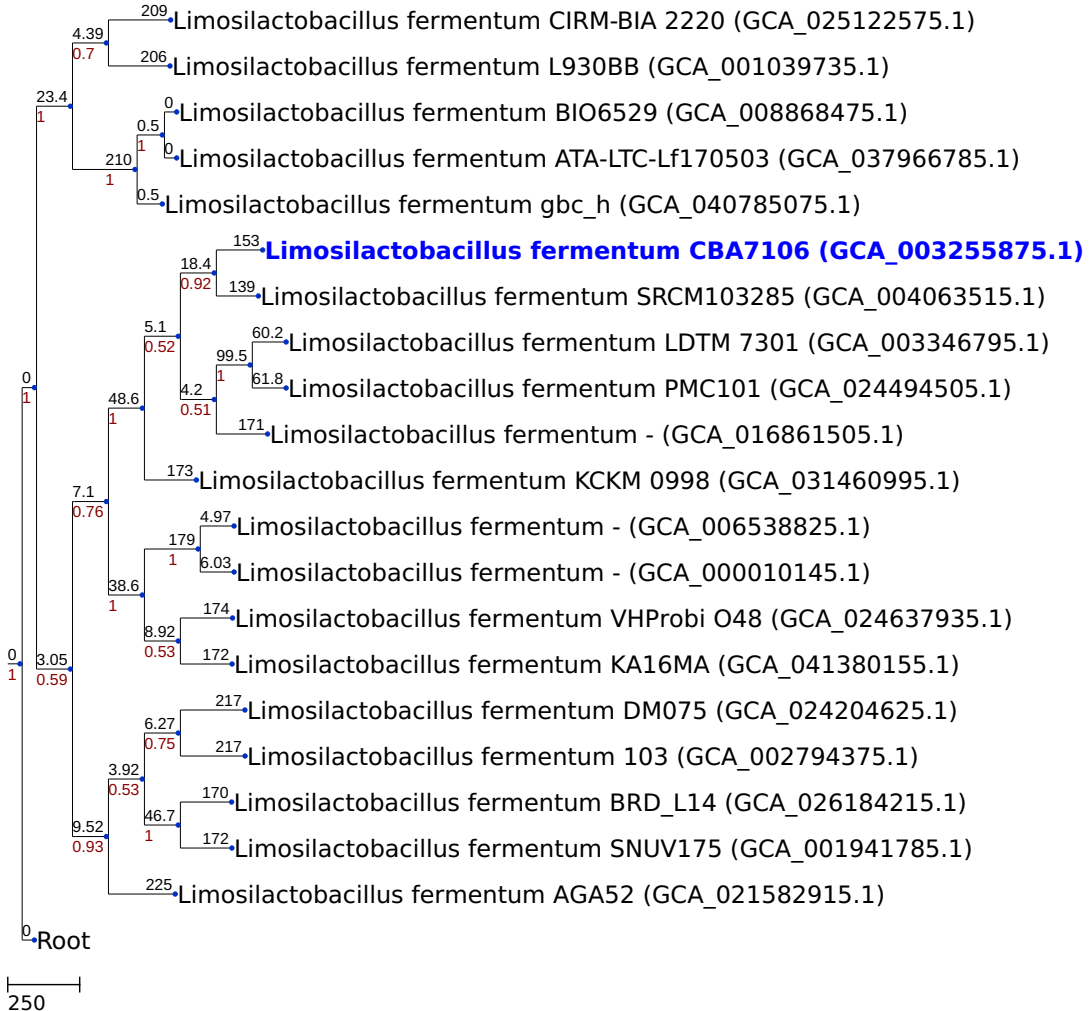 209
Limosilactobacillus fermentum CIRM-BIA 2220 (GCA_025122575.1)
4.39
0.7
206
Limosilactobacillus fermentum L930BB (GCA_001039735.1)
23.4
1
0
Limosilactobacillus fermentum BIO6529 (GCA_008868475.1)
0.5
1
0
Limosilactobacillus fermentum ATA-LTC-Lf170503 (GCA_037966785.1)
210
1
0.5
Limosilactobacillus fermentum gbc_h (GCA_040785075.1)
153
Limosilactobacillus fermentum CBA7106 (GCA_003255875.1)
18.4
0.92
139
Limosilactobacillus fermentum SRCM103285 (GCA_004063515.1)
5.1
0.52
60.2
Limosilactobacillus fermentum LDTM 7301 (GCA_003346795.1)
99.5
1
61.8
Limosilactobacillus fermentum PMC101 (GCA_024494505.1)
4.2
0.51
171
Limosilactobacillus fermentum - (GCA_016861505.1)
0
1
48.6
1
173
Limosilactobacillus fermentum KCKM 0998 (GCA_031460995.1)
7.1
0.76
4.97
Limosilactobacillus fermentum - (GCA_006538825.1)
179
1
6.03
Limosilactobacillus fermentum - (GCA_000010145.1)
38.6
1
174
Limosilactobacillus fermentum VHProbi O48 (GCA_024637935.1)
8.92
0.53
172
Limosilactobacillus fermentum KA16MA (GCA_041380155.1)
0
1
3.05
0.59
217
Limosilactobacillus fermentum DM075 (GCA_024204625.1)
6.27
0.75
217
Limosilactobacillus fermentum 103 (GCA_002794375.1)
3.92
0.53
170
Limosilactobacillus fermentum BRD_L14 (GCA_026184215.1)
46.7
1
172
Limosilactobacillus fermentum SNUV175 (GCA_001941785.1)
9.52
0.93
225
Limosilactobacillus fermentum AGA52 (GCA_021582915.1)
0
Root
250